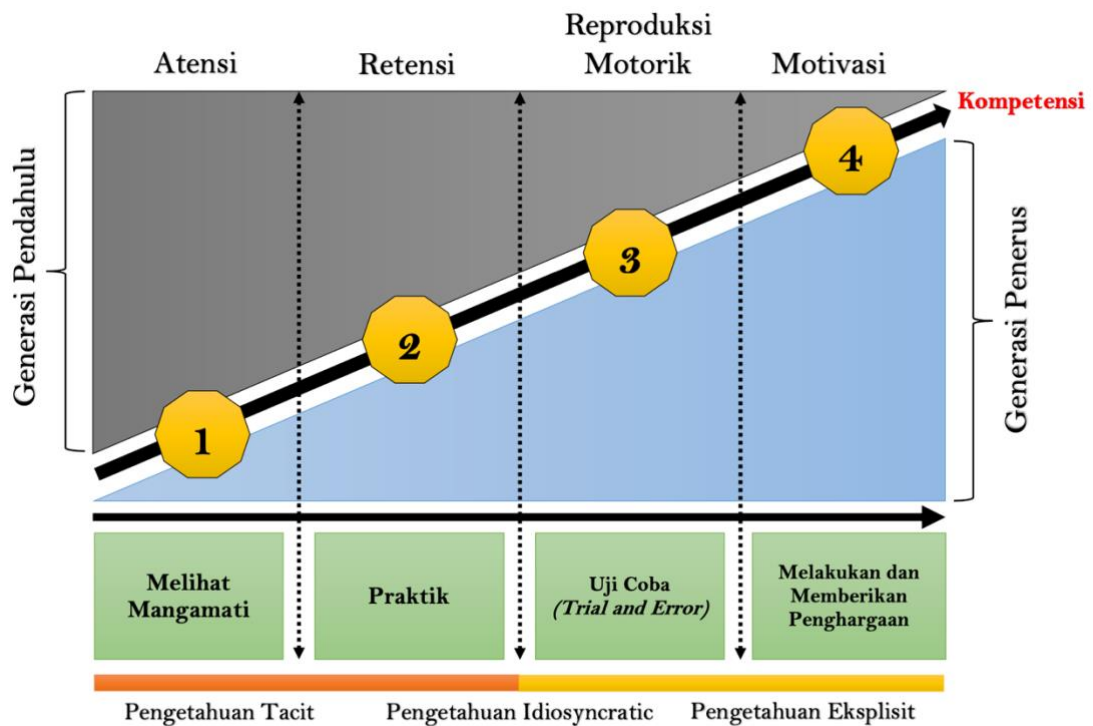 Atensi
Retensi
Reproduksi
Motorik
Motivasi
Kompetensi
Generasi Pendahulu
1
2
3
4
Generasi Penerus
Melihat
Mangamati
Praktik
Uji Coba
(Trial and Error)
Melakukan dan
Memberikan
Penghargaan
Pengetahuan Tacit
Pengetahuan Idiosyncratic
Pengetahuan Eksplisit